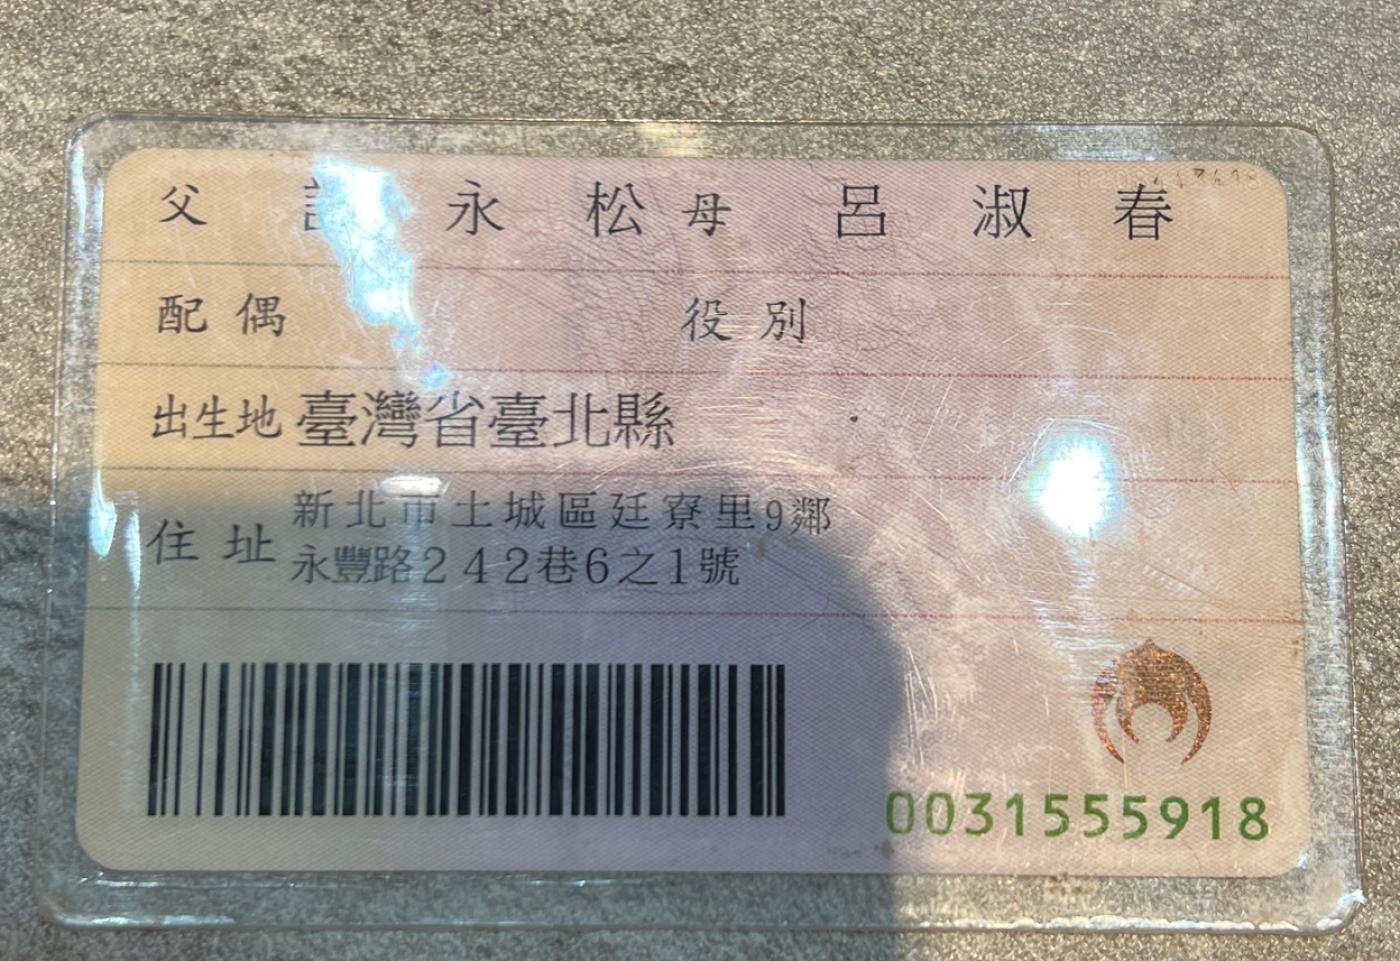 父 永松 母 呂淑春
配偶 役別
出生地 臺灣省臺北縣
住址 新北市土城區廷寮里9鄰
永豐路242巷6之1號
0031555918